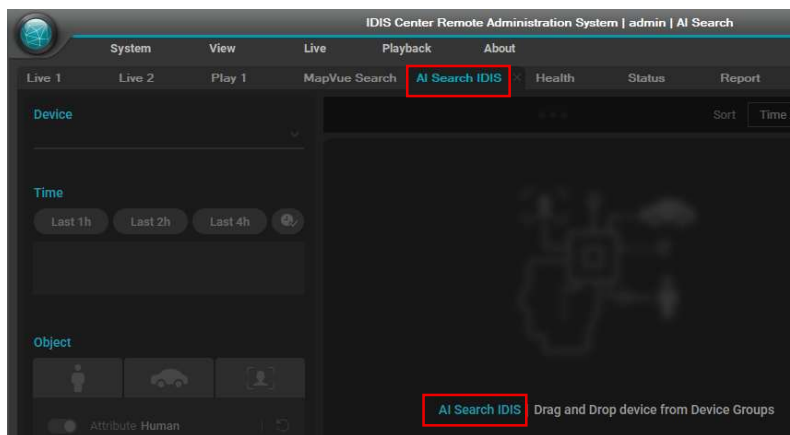 IDIS Center Remote Administration System | admin | AI Search
System View Live Playback About
Live 1 Live 2 Play 1 MapVue Search AI Search IDIS × Health Status Report
Device
Sort Time
Time
Last 1h Last 2h Last 4h
Object
AI Search IDIS | Drag and Drop device from Device Groups
Attribute Human